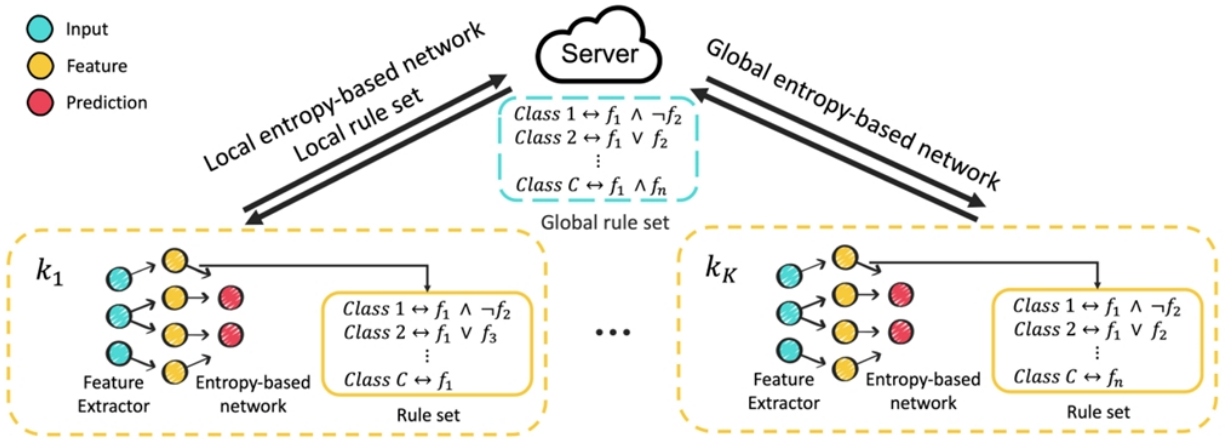 Input
Feature
Prediction
Local entropy-based network
Local rule set
Server
Class 1 ↔ f₁ ∧ ¬f₂
Class 2 ↔ f₁ ∨ f₂
⋮
Class C ↔ f₁ ∧ fₙ
Global rule set
Global entropy-based network
k₁
Feature
Extractor
Entropy-based
network
Class 1 ↔ f₁ ∧ ¬f₂
Class 2 ↔ f₁ ∨ f₃
⋮
Class C ↔ f₁
Rule set
...
k_K
Feature
Extractor
Entropy-based
network
Class 1 ↔ f₁ ∧ ¬f₂
Class 2 ↔ f₁ ∨ f₂
⋮
Class C ↔ fₙ
Rule set